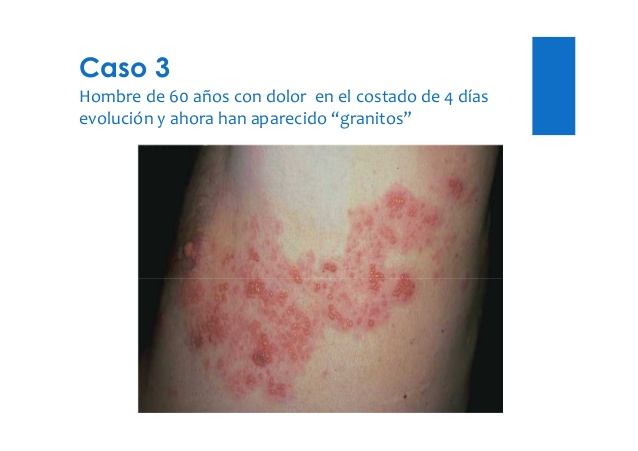 Caso 3
Hombre de 60 años con dolor en el costado de 4 días
evolución y ahora han aparecido “granitos”